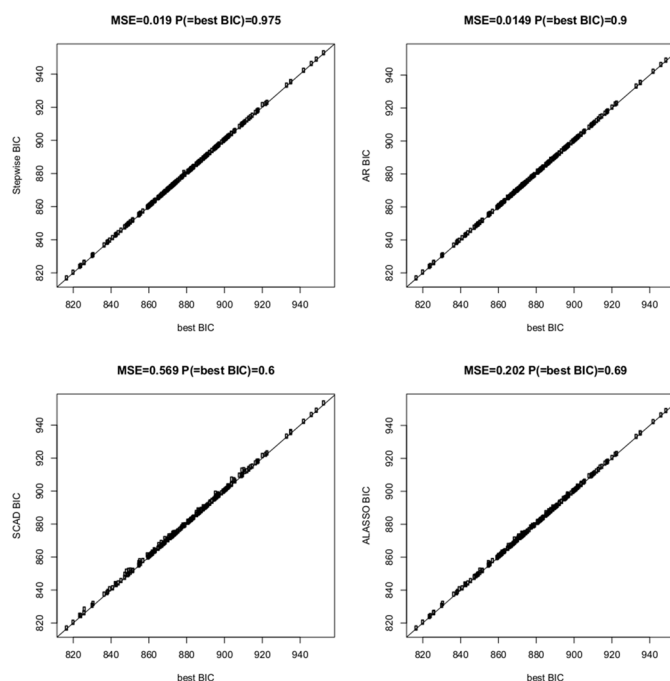 MSE=0.019 P(=best BIC)=0.975
Stepwise BIC
820 840 860 880 900 920 940
820 840 860 880 900 920 940
best BIC
MSE=0.0149 P(=best BIC)=0.9
AR BIC
820 840 860 880 900 920 940
820 840 860 880 900 920 940
best BIC
MSE=0.569 P(=best BIC)=0.6
SCAD BIC
820 840 860 880 900 920 940
820 840 860 880 900 920 940
best BIC
MSE=0.202 P(=best BIC)=0.69
ALASSO BIC
820 840 860 880 900 920 940
820 840 860 880 900 920 940
best BIC